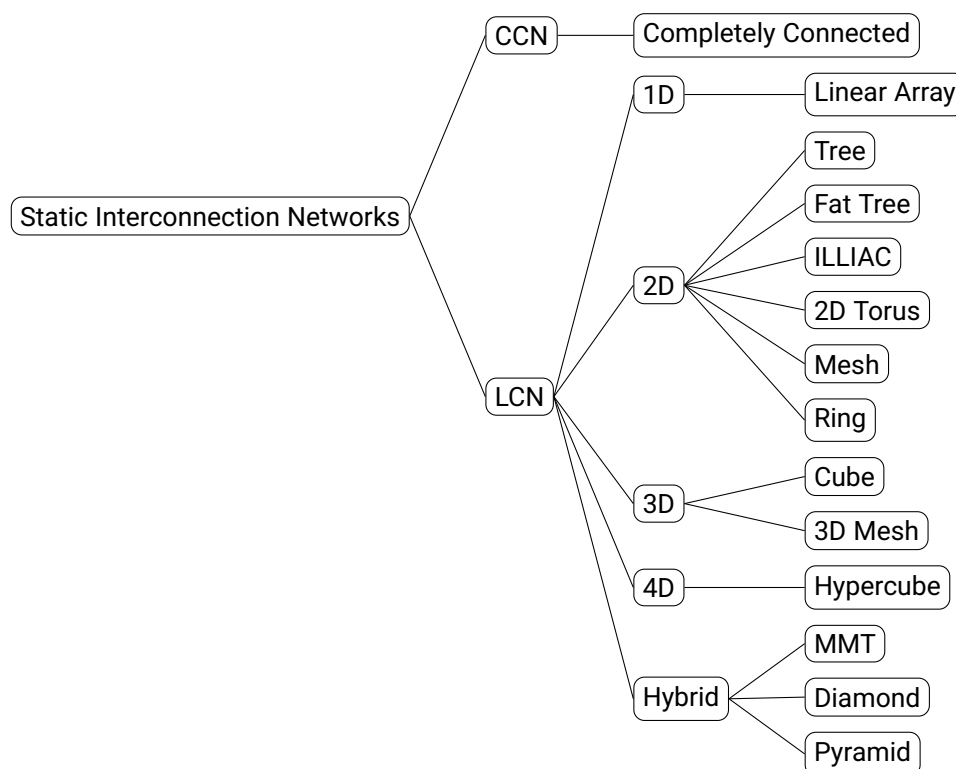 CCN
Completely Connected
1D
Linear Array
Tree
Fat Tree
Static Interconnection Networks
ILLIAC
2D
2D Torus
Mesh
LCN
Ring
Cube
3D
3D Mesh
4D
Hypercube
MMT
Hybrid
Diamond
Pyramid